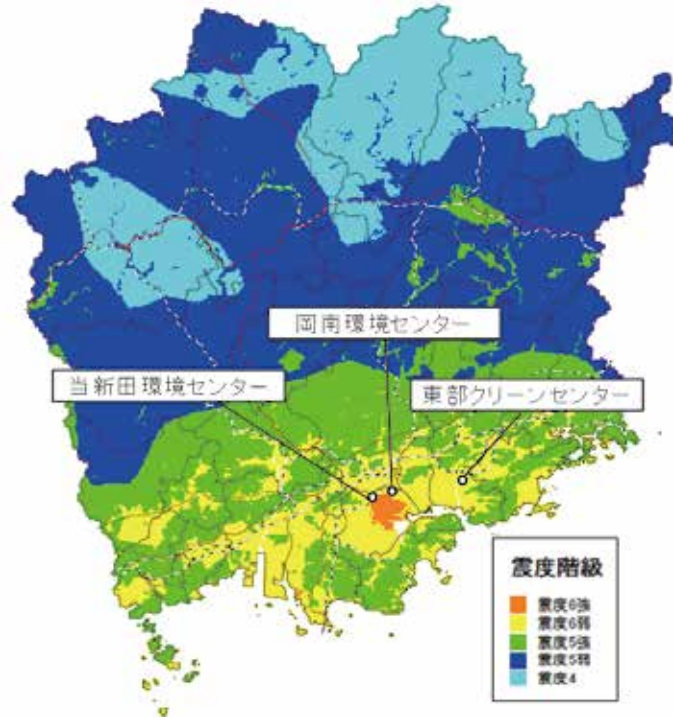 岡南環境センター
当新田環境センター
東部クリーンセンター
震度階級
震度6強
震度6弱
震度5強
震度5弱
震度4